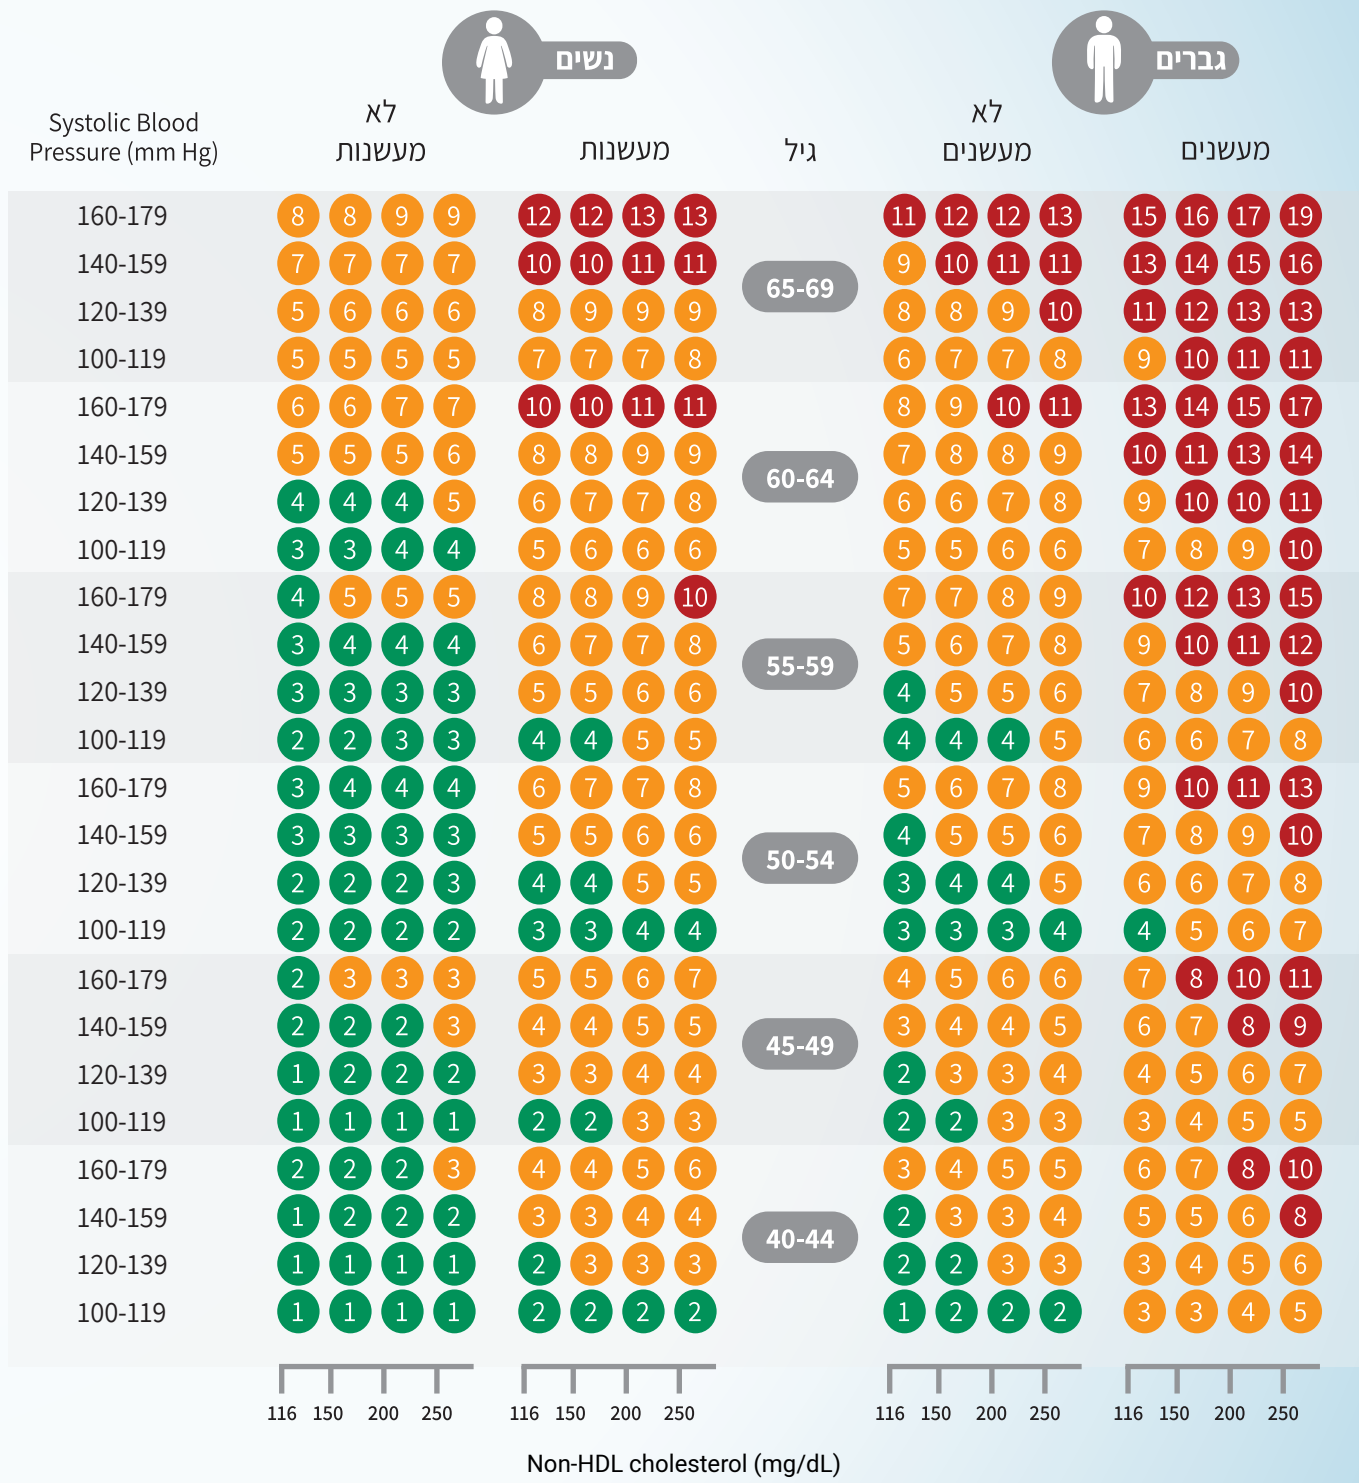 נשים
גברים
לא
לא
Systolic Blood
Pressure (mm Hg)
מעשנות
מעשנות
גיל
מעשנים
מעשנים
160-179 8 8 9 9 12 12 13 13 11 12 12 13 15 16 17 19
140-159 7 7 7 7 10 10 11 11 9 10 11 11 13 14 15 16
65-69
120-139 5 6 6 6 8 9 9 9 8 8 9 10 11 12 13 13
100-119 5 5 5 5 7 7 7 8 6 7 7 8 9 10 11 11
160-179 6 6 7 7 10 10 11 11 8 9 10 11 13 14 15 17
140-159 5 5 5 6 8 8 9 9 7 8 8 9 10 11 13 14
60-64
120-139 4 4 4 5 6 7 7 8 6 6 7 8 9 10 10 11
100-119 3 3 4 4 5 6 6 6 5 5 6 6 7 8 9 10
160-179 4 5 5 5 8 8 9 10 7 7 8 9 10 12 13 15
140-159 3 4 4 4 6 7 7 8 5 6 7 8 9 10 11 12
55-59
120-139 3 3 3 3 5 5 6 6 4 5 5 6 7 8 9 10
100-119 2 2 3 3 4 4 5 5 4 4 4 5 6 6 7 8
160-179 3 4 4 4 6 7 7 8 5 6 7 8 9 10 11 13
140-159 3 3 3 3 5 5 6 6 4 5 5 6 7 8 9 10
50-54
120-139 2 2 2 3 4 4 5 5 3 4 4 5 6 6 7 8
100-119 2 2 2 2 3 3 4 4 3 3 3 4 4 5 6 7
160-179 2 3 3 3 5 5 6 7 4 5 6 6 7 8 10 11
140-159 2 2 2 3 4 4 5 5 3 4 4 5 6 7 8 9
45-49
120-139 1 2 2 2 3 3 4 4 2 3 3 4 4 5 6 7
100-119 1 1 1 1 2 2 3 3 2 2 3 3 3 4 5 5
160-179 2 2 2 3 4 4 5 6 3 4 5 5 6 7 8 10
140-159 1 2 2 2 3 3 4 4 2 3 3 4 5 5 6 8
40-44
120-139 1 1 1 1 2 3 3 3 2 2 3 3 3 4 5 6
100-119 1 1 1 1 2 2 2 2 1 2 2 2 3 3 4 5
116 150 200 250 116 150 200 250 116 150 200 250 116 150 200 250
Non-HDL cholesterol (mg/dL)